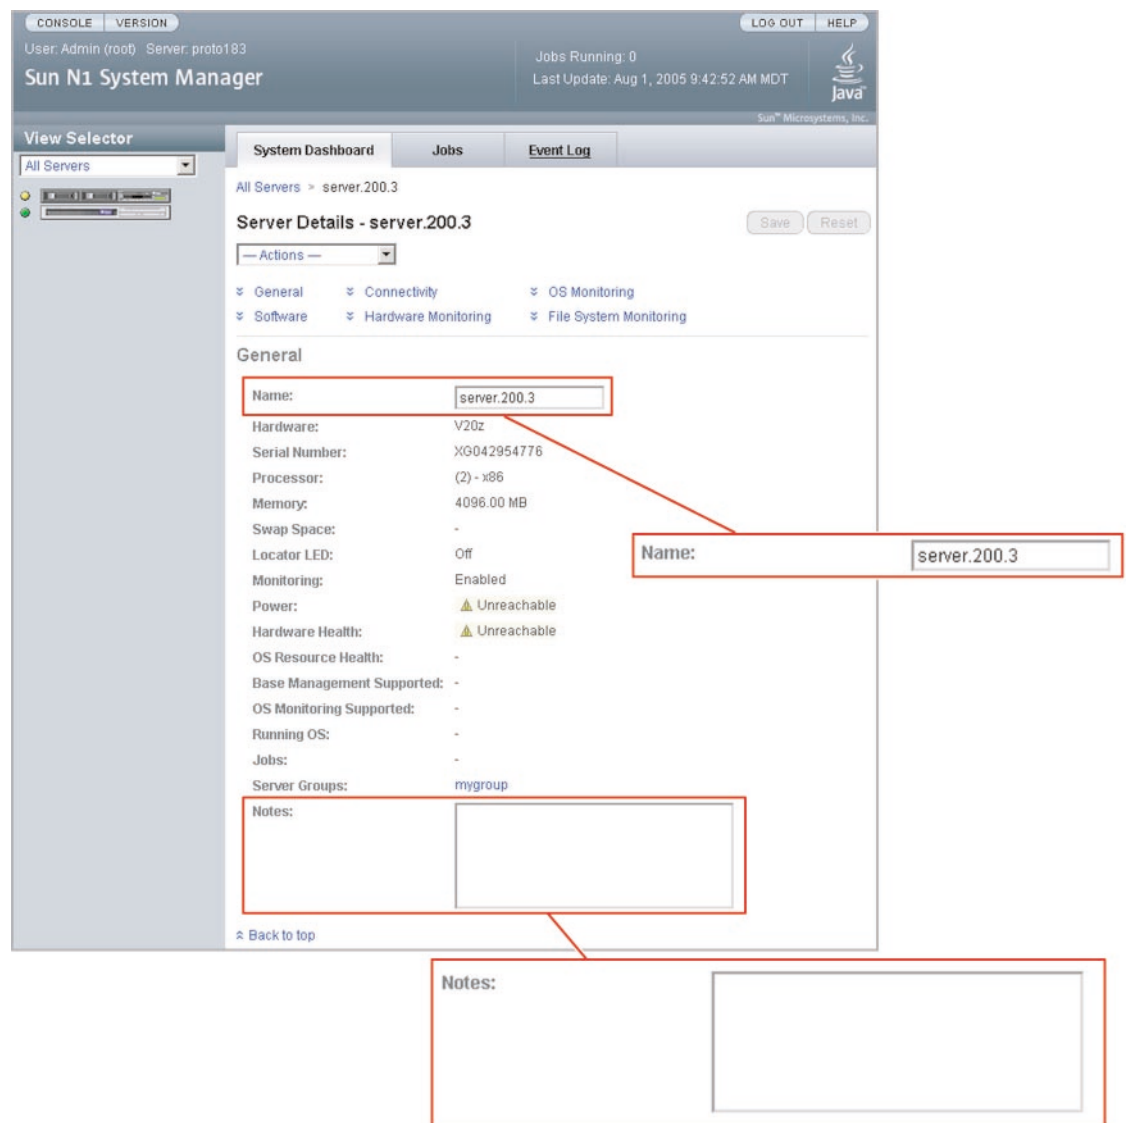 CONSOLE VERSION LOG OUT HELP
User: Admin (root) Server: proto183
Jobs Running: 0
Sun N1 System Manager
Last Update: Aug 1, 2005 9:42:52 AM MDT
Java™
Sun™ Microsystems, Inc.
View Selector
All Servers
System Dashboard Jobs Event Log
All Servers > server.200.3
Server Details - server.200.3
Save Reset
— Actions —
General Connectivity OS Monitoring
Software Hardware Monitoring File System Monitoring
General
Name: server.200.3
Hardware: V20z
Serial Number: XG042954776
Processor: (2) - x86
Memory: 4096.00 MB
Swap Space: -
Locator LED: Off
Monitoring: Enabled
Power: Unreachable
Hardware Health: Unreachable
OS Resource Health: -
Base Management Supported: -
OS Monitoring Supported: -
Running OS: -
Jobs: -
Server Groups: mygroup
Notes:
Back to top
Name: server.200.3
Notes: